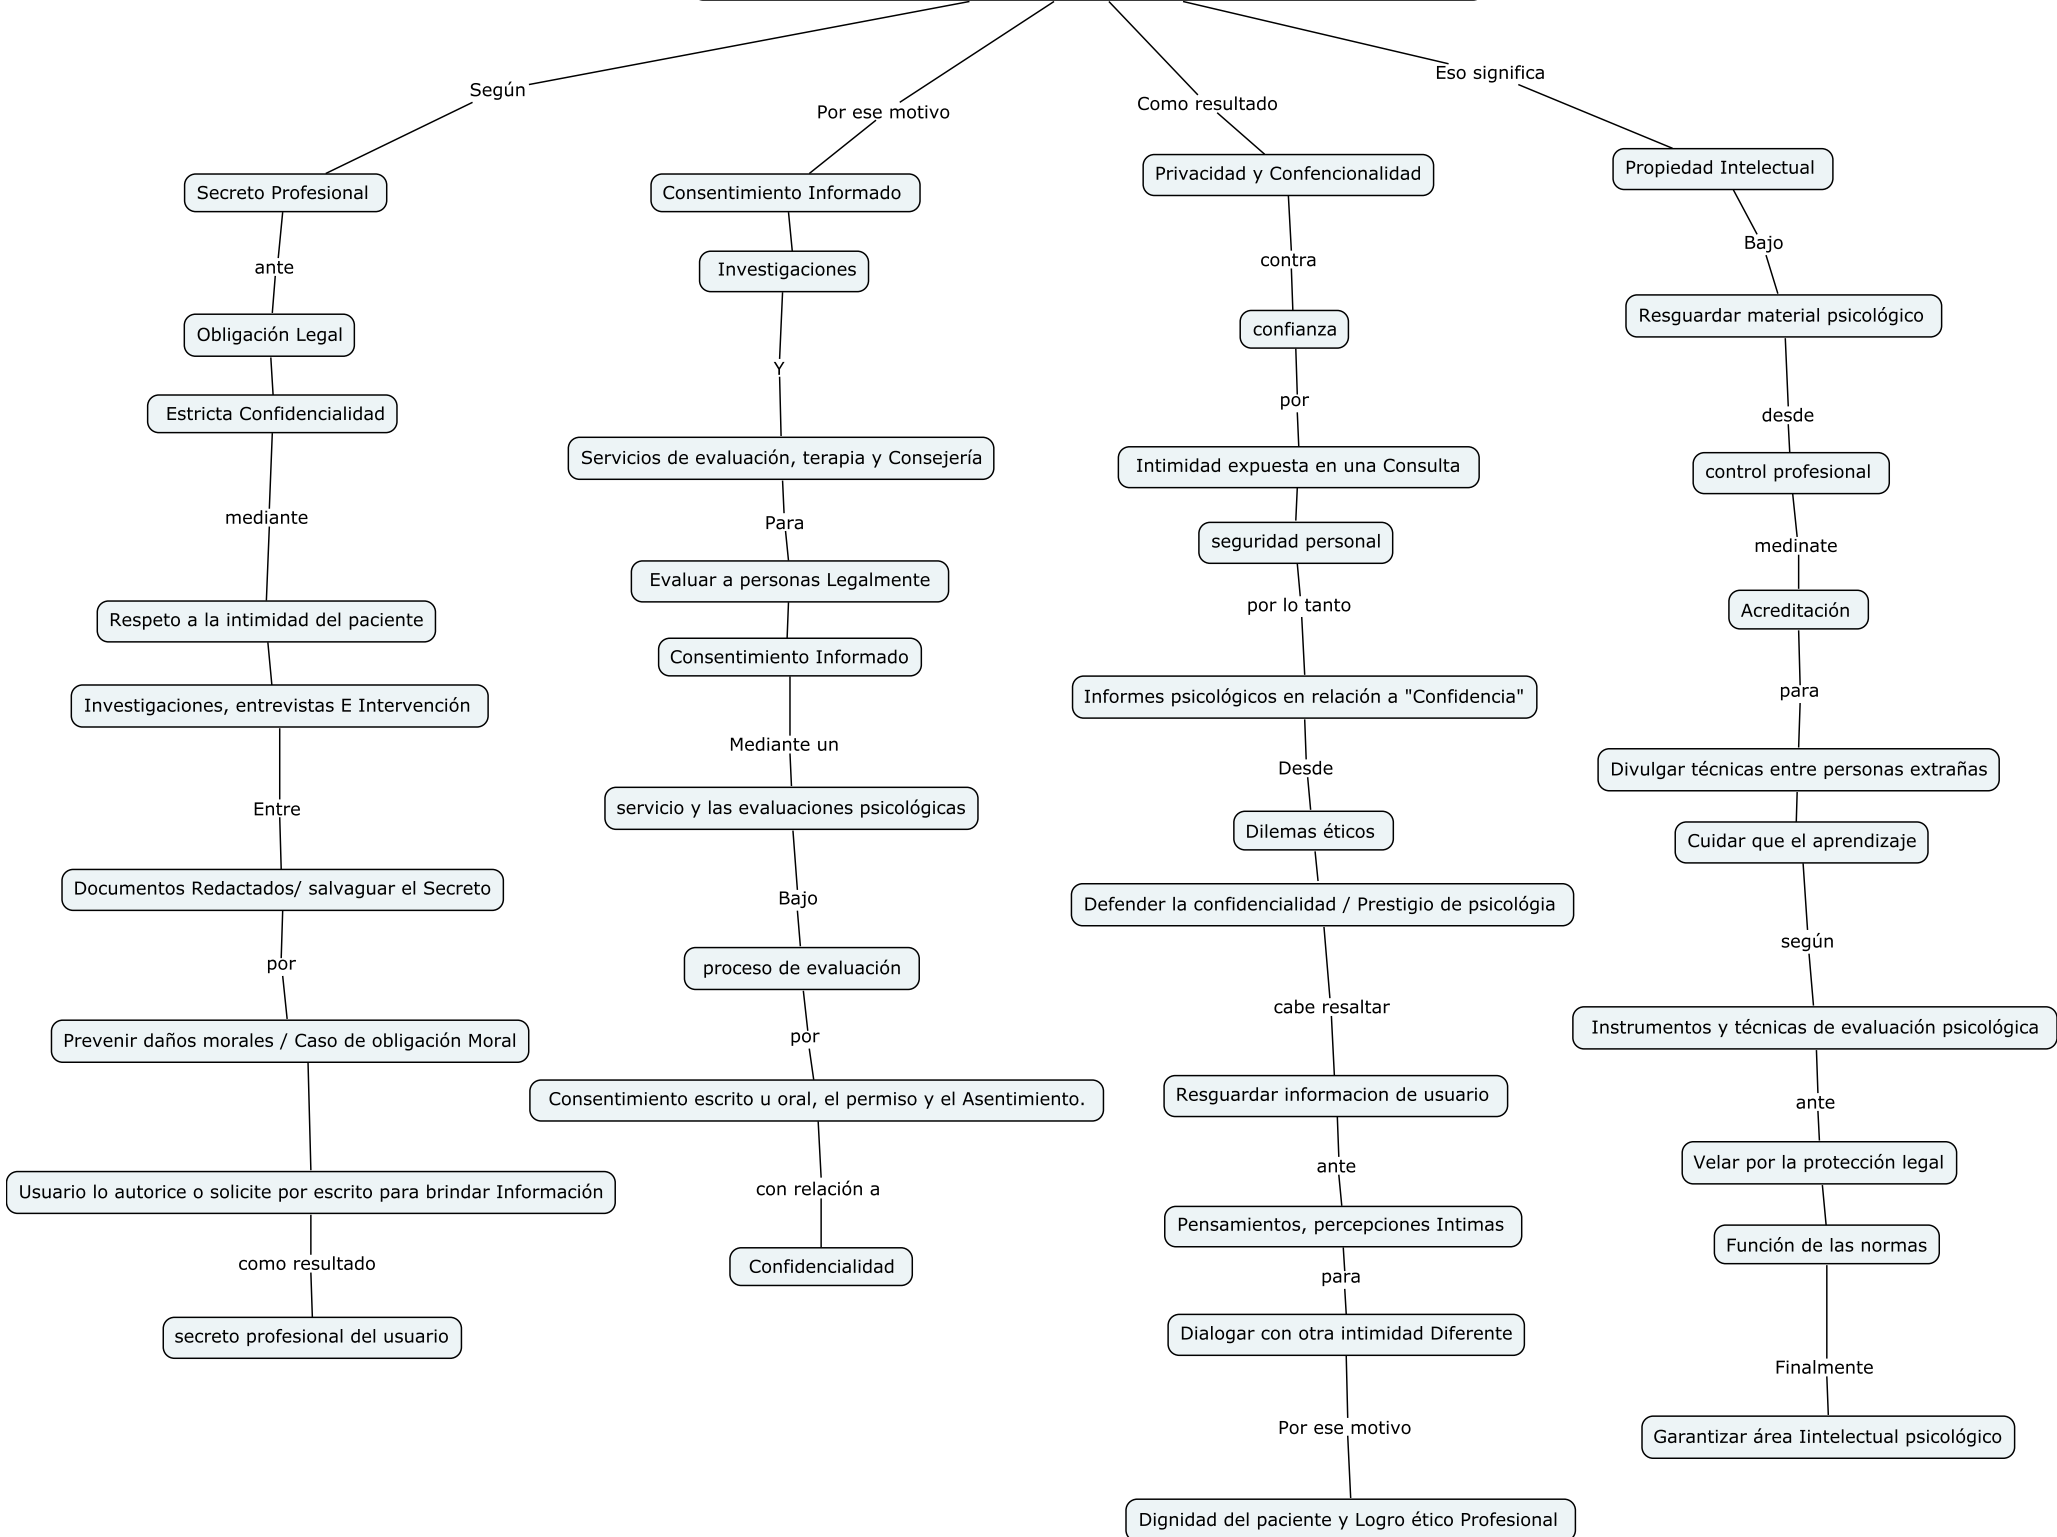 Según
Secreto Profesional
ante
Obligación Legal
Estricta Confidencialidad
mediante
Respeto a la intimidad del paciente
Investigaciones, entrevistas E Intervención
Entre
Documentos Redactados/ salvaguar el Secreto
por
Prevenir daños morales / Caso de obligación Moral
Usuario lo autorice o solicite por escrito para brindar Información
como resultado
secreto profesional del usuario
Por ese motivo
Consentimiento Informado
Investigaciones
Y
Servicios de evaluación, terapia y Consejería
Para
Evaluar a personas Legalmente
Consentimiento Informado
Mediante un
servicio y las evaluaciones psicológicas
Bajo
proceso de evaluación
por
Consentimiento escrito u oral, el permiso y el Asentimiento.
con relación a
Confidencialidad
Como resultado
Privacidad y Confencionalidad
contra
confianza
por
Intimidad expuesta en una Consulta
seguridad personal
por lo tanto
Informes psicológicos en relación a "Confidencia"
Desde
Dilemas éticos
Defender la confidencialidad / Prestigio de psicológia
cabe resaltar
Resguardar informacion de usuario
ante
Pensamientos, percepciones Intimas
para
Dialogar con otra intimidad Diferente
Por ese motivo
Dignidad del paciente y Logro ético Profesional
Eso significa
Propiedad Intelectual
Bajo
Resguardar material psicológico
desde
control profesional
medinate
Acreditación
para
Divulgar técnicas entre personas extrañas
Cuidar que el aprendizaje
según
Instrumentos y técnicas de evaluación psicológica
ante
Velar por la protección legal
Función de las normas
Finalmente
Garantizar área Iintelectual psicológico